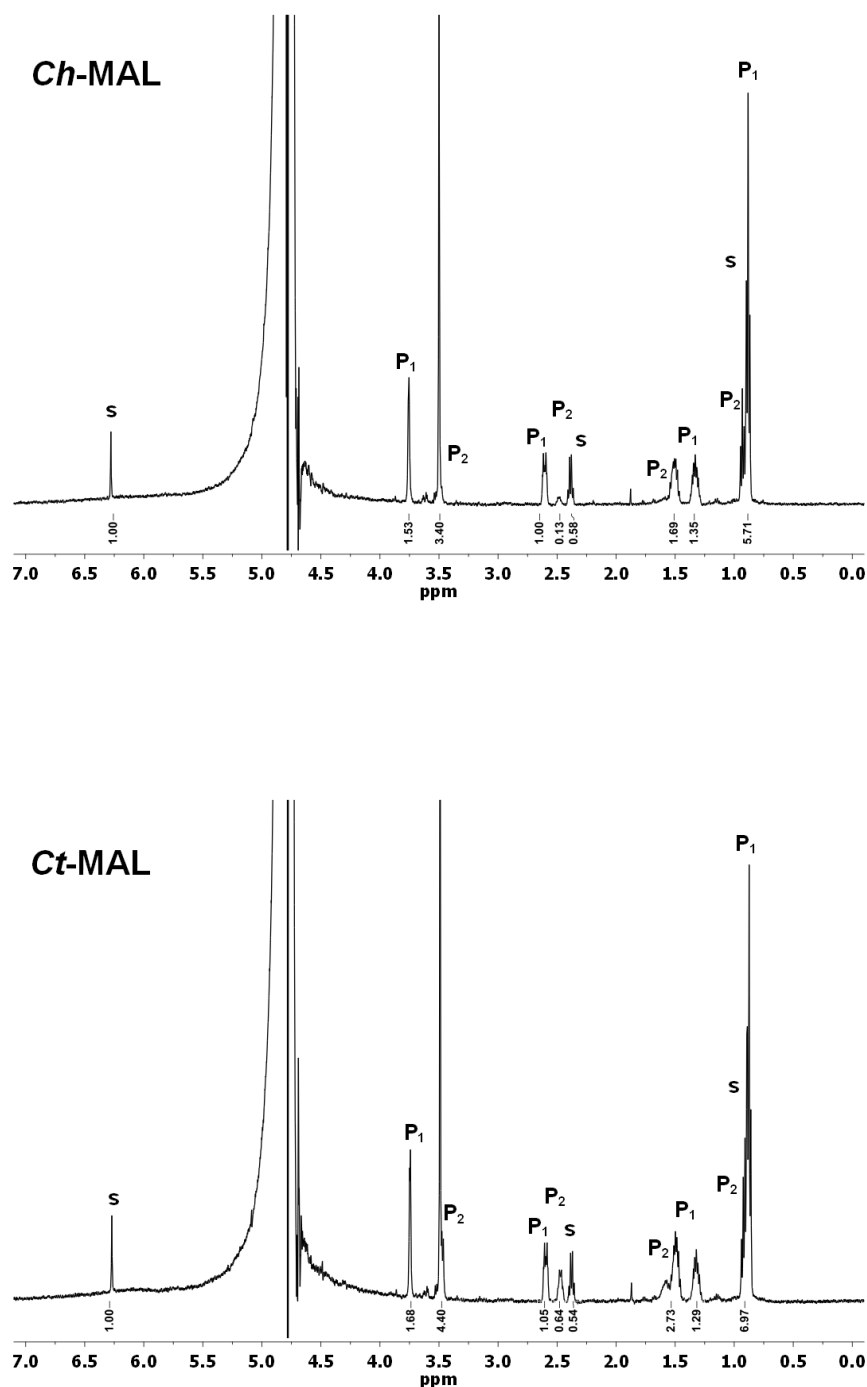 Ch-MAL
P₁
S
P₁
S
P₂
P₂
P₁
S
P₂
P₁
P₂
1.00
1.53
3.40
1.00
0.13
0.58
1.69
1.35
5.71
7.0 6.5 6.0 5.5 5.0 4.5 4.0 3.5 3.0 2.5 2.0 1.5 1.0 0.5 0.0
ppm
Ct-MAL
P₁
S
P₁
P₂
S
P₂
P₂
P₁
S
P₂
P₁
P₂
1.00
1.68
4.40
1.05
0.64
0.54
2.73
1.29
6.97
7.0 6.5 6.0 5.5 5.0 4.5 4.0 3.5 3.0 2.5 2.0 1.5 1.0 0.5 0.0
ppm